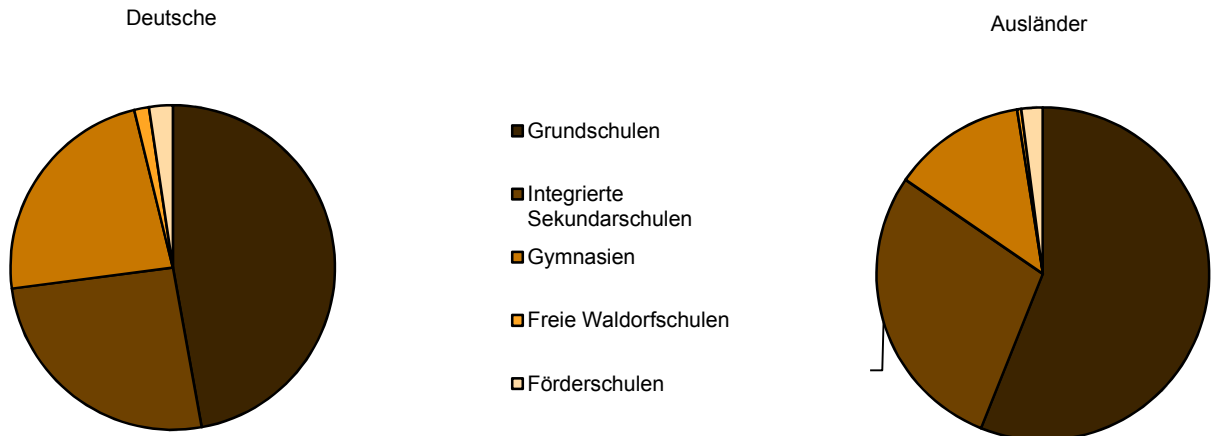 Deutsche
Ausländer
Grundschulen
Integrierte
Sekundarschulen
Gymnasien
Freie Waldorfschulen
Förderschulen